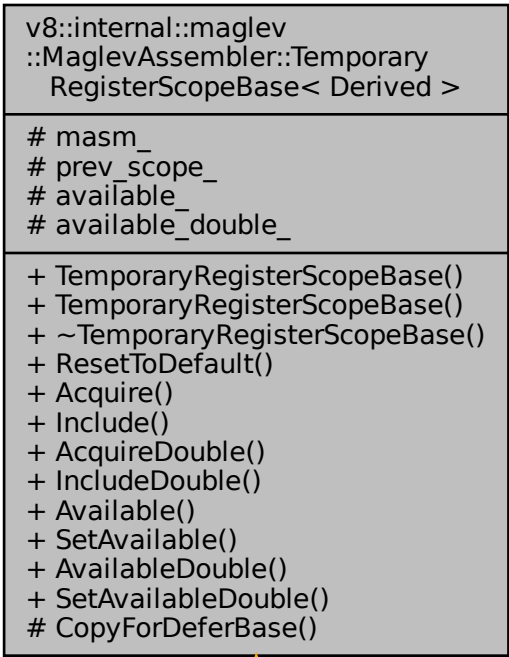 v8::internal::maglev
::MaglevAssembler::Temporary
RegisterScopeBase< Derived >
# masm_
# prev_scope_
# available_
# available_double_
+ TemporaryRegisterScopeBase()
+ TemporaryRegisterScopeBase()
+ ~TemporaryRegisterScopeBase()
+ ResetToDefault()
+ Acquire()
+ Include()
+ AcquireDouble()
+ IncludeDouble()
+ Available()
+ SetAvailable()
+ AvailableDouble()
+ SetAvailableDouble()
# CopyForDeferBase()